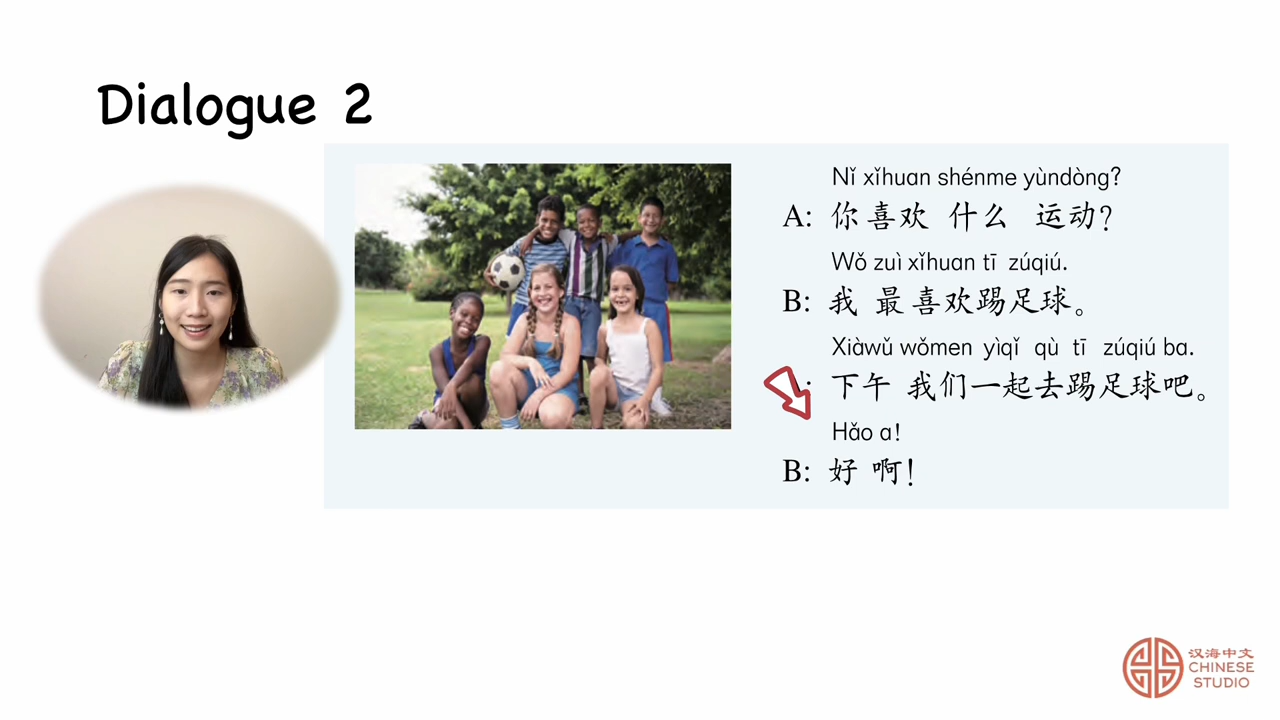 Dialogue 2
Nǐ xǐhuan shénme yùndòng?
A: 你喜欢 什么 运动？
Wǒ zuì xǐhuan tī zúqiú.
B: 我 最 喜欢踢足球。
Xiàwǔ wǒmen yìqǐ qù tī zúqiú ba.
: 下午 我们一起去踢足球吧。
Hǎo a!
B: 好 啊！
汉海中文
CHINESE
STUDIO